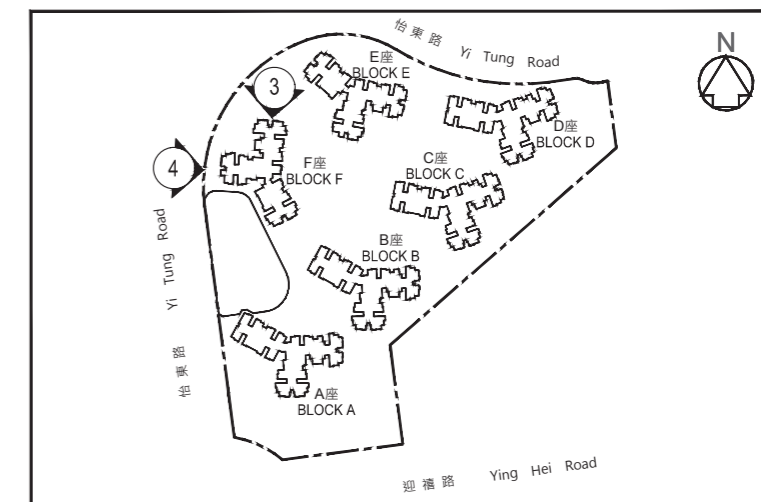 怡東路 Yi Tung Road
N
E座
BLOCK E
3
D座
BLOCK D
4
F座
BLOCK F
C座
BLOCK C
怡東路 Yi Tung Road
B座
BLOCK B
A座
BLOCK A
迎禧路 Ying Hei Road